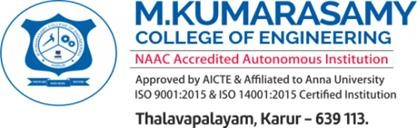 M.KUMARASAMY
COLLEGE OF ENGINEERING
NAAC Accredited Autonomous Institution
Approved by AICTE & Affiliated to Anna University
ISO 9001:2015 & ISO 14001:2015 Certified Institution
Thalavapalayam, Karur – 639 113.